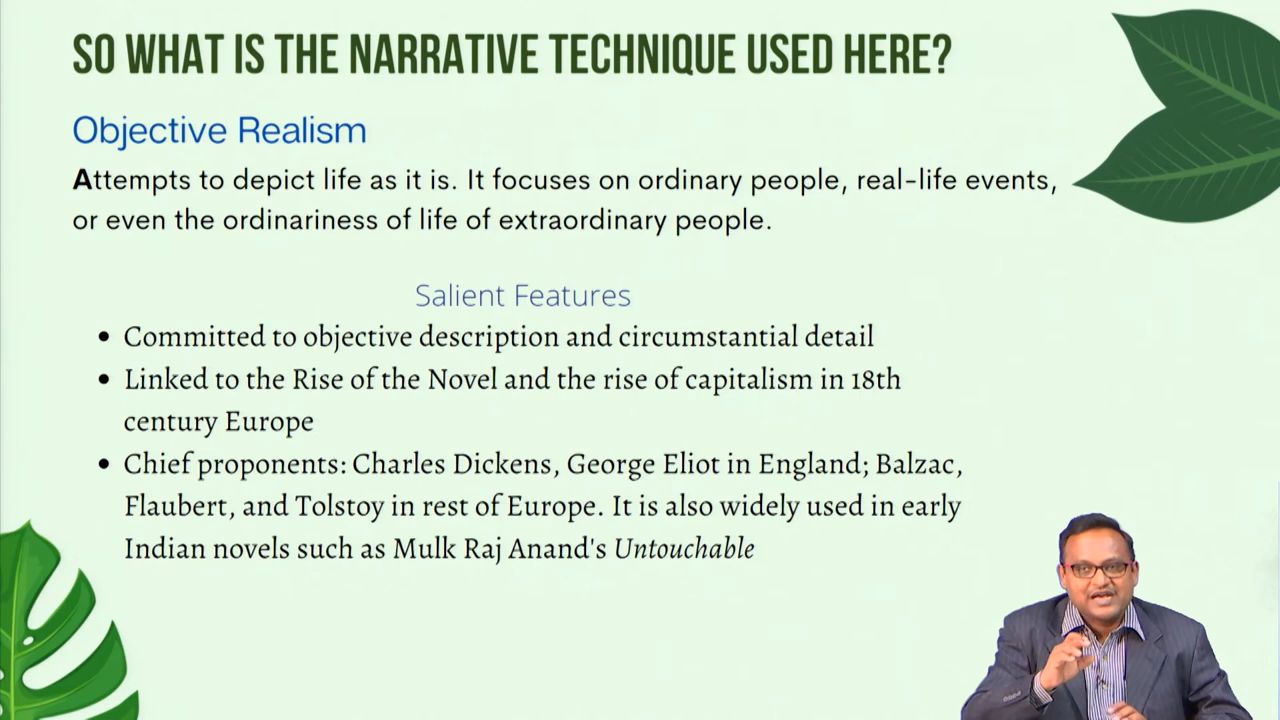 SO WHAT IS THE NARRATIVE TECHNIQUE USED HERE?
Objective Realism
Attempts to depict life as it is. It focuses on ordinary people, real-life events,
or even the ordinariness of life of extraordinary people.
Salient Features
• Committed to objective description and circumstantial detail
• Linked to the Rise of the Novel and the rise of capitalism in 18th
century Europe
• Chief proponents: Charles Dickens, George Eliot in England; Balzac,
Flaubert, and Tolstoy in rest of Europe. It is also widely used in early
Indian novels such as Mulk Raj Anand's Untouchable